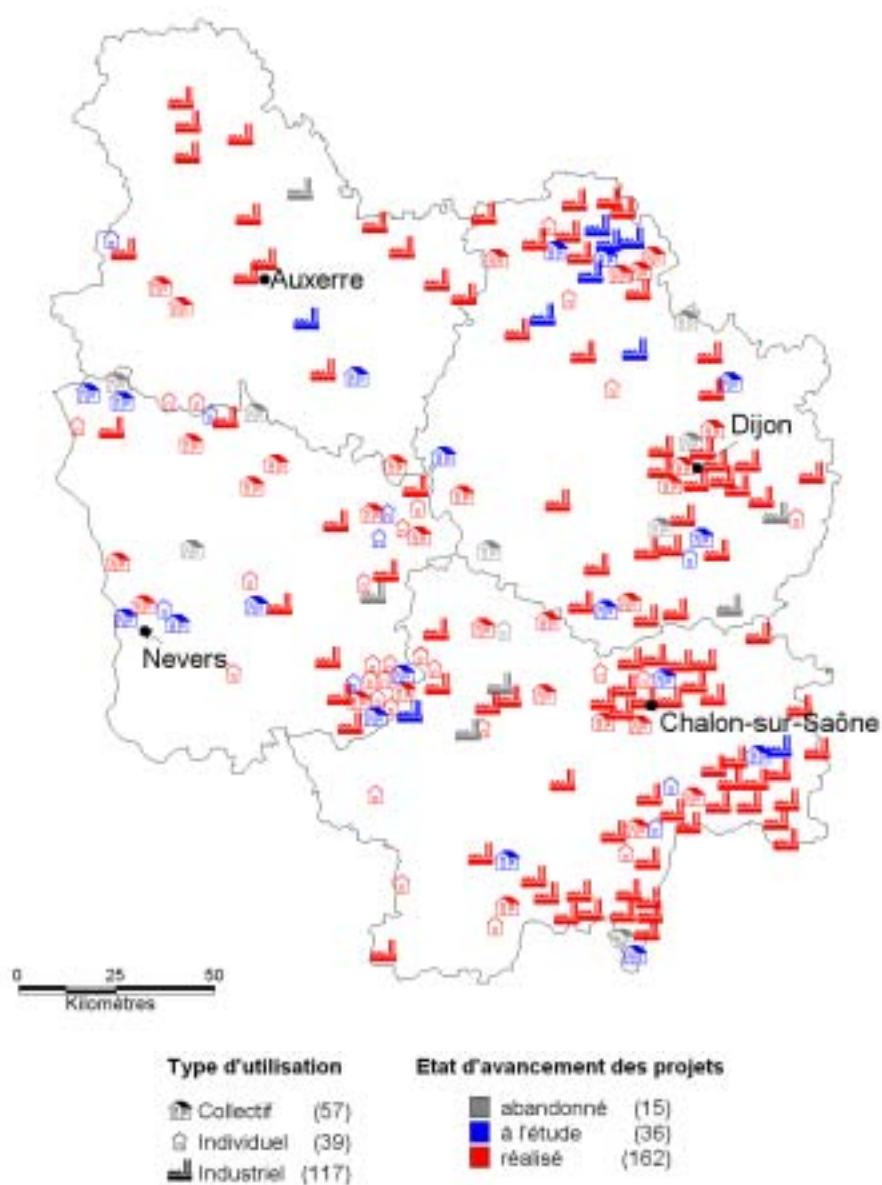 Auxerre
Dijon
Nevers
Chalon-sur-Saône
0 25 50
Kilomètres
Type d'utilisation
Collectif (57)
Individuel (39)
Industriel (117)
Etat d'avancement des projets
abandonné (15)
à l'étude (36)
réalisé (162)